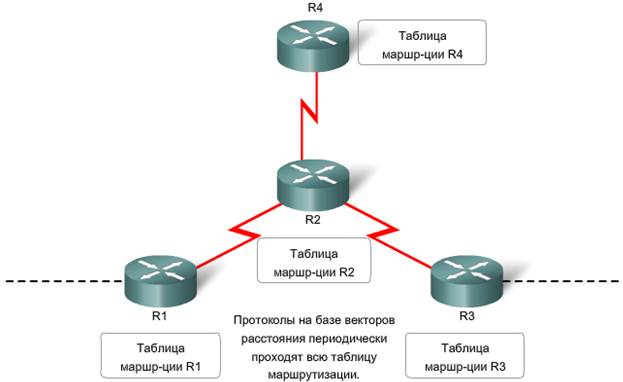 R4
Таблица
маршр-ции R4
R2
Таблица
маршр-ции R2
R1
Таблица
маршр-ции R1
Протоколы на базе векторов
расстояния периодически
проходят всю таблицу
маршрутизации.
R3
Таблица
маршр-ции R3